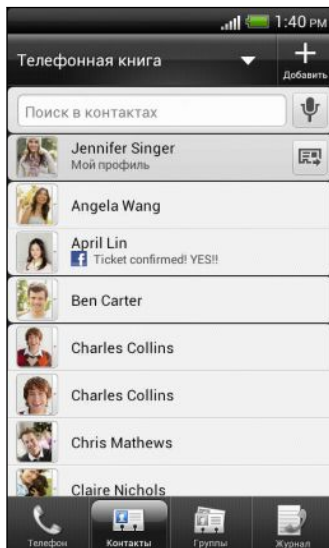 1:40 PM
Телефонная книга
Добавить
Поиск в контактах
Jennifer Singer
Мой профиль
Angela Wang
April Lin
f Ticket confirmed! YES!!
Ben Carter
Charles Collins
Charles Collins
Chris Mathews
Claire Nichols
Телефон Контакты Группы Журнал